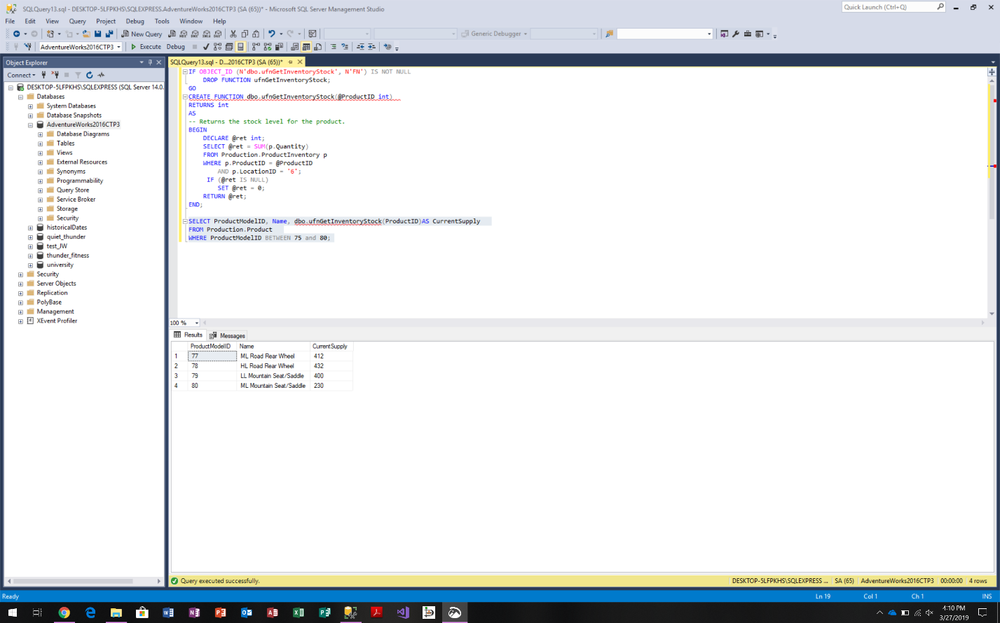 SQLQuery13.sql - DESKTOP-5LFPKHS\SQLEXPRESS.AdventureWorks2016CTP3 (SA (65))* - Microsoft SQL Server Management Studio
Quick Launch (Ctrl+Q)
File Edit View Query Project Debug Tools Window Help
New Query
Generic Debugger
AdventureWorks2016CTP3
Execute Debug
Object Explorer
Connect
DESKTOP-5LFPKHS\SQLEXPRESS (SQL Server 14.0.
Databases
System Databases
Database Snapshots
AdventureWorks2016CTP3
Database Diagrams
Tables
Views
External Resources
Synonyms
Programmability
Query Store
Service Broker
Storage
Security
historicalDates
quiet_thunder
test_JW
thunder_fitness
university
Security
Server Objects
Replication
PolyBase
Management
XEvent Profiler
SQLQuery13.sql - D...2016CTP3 (SA (65))*
IF OBJECT_ID (N'dbo.ufnGetInventoryStock', N'FN') IS NOT NULL
DROP FUNCTION ufnGetInventoryStock;
GO
CREATE FUNCTION dbo.ufnGetInventoryStock(@ProductID int)
RETURNS int
AS
-- Returns the stock level for the product.
BEGIN
DECLARE @ret int;
SELECT @ret = SUM(p.Quantity)
FROM Production.ProductInventory p
WHERE p.ProductID = @ProductID
AND p.LocationID = '6';
IF (@ret IS NULL)
SET @ret = 0;
RETURN @ret;
END;
SELECT ProductModelID, Name, dbo.ufnGetInventoryStock(ProductID)AS CurrentSupply
FROM Production.Product
WHERE ProductModelID BETWEEN 75 and 80;
100 %
Results Messages
ProductModelID Name CurrentSupply
1 77 ML Road Rear Wheel 412
2 78 HL Road Rear Wheel 432
3 79 LL Mountain Seat/Saddle 400
4 80 ML Mountain Seat/Saddle 230
Query executed successfully.
DESKTOP-5LFPKHS\SQLEXPRESS ... SA (65) AdventureWorks2016CTP3 00:00:00 4 rows
Ready
Ln 19 Col 1 Ch 1 INS
4:10 PM
3/27/2019